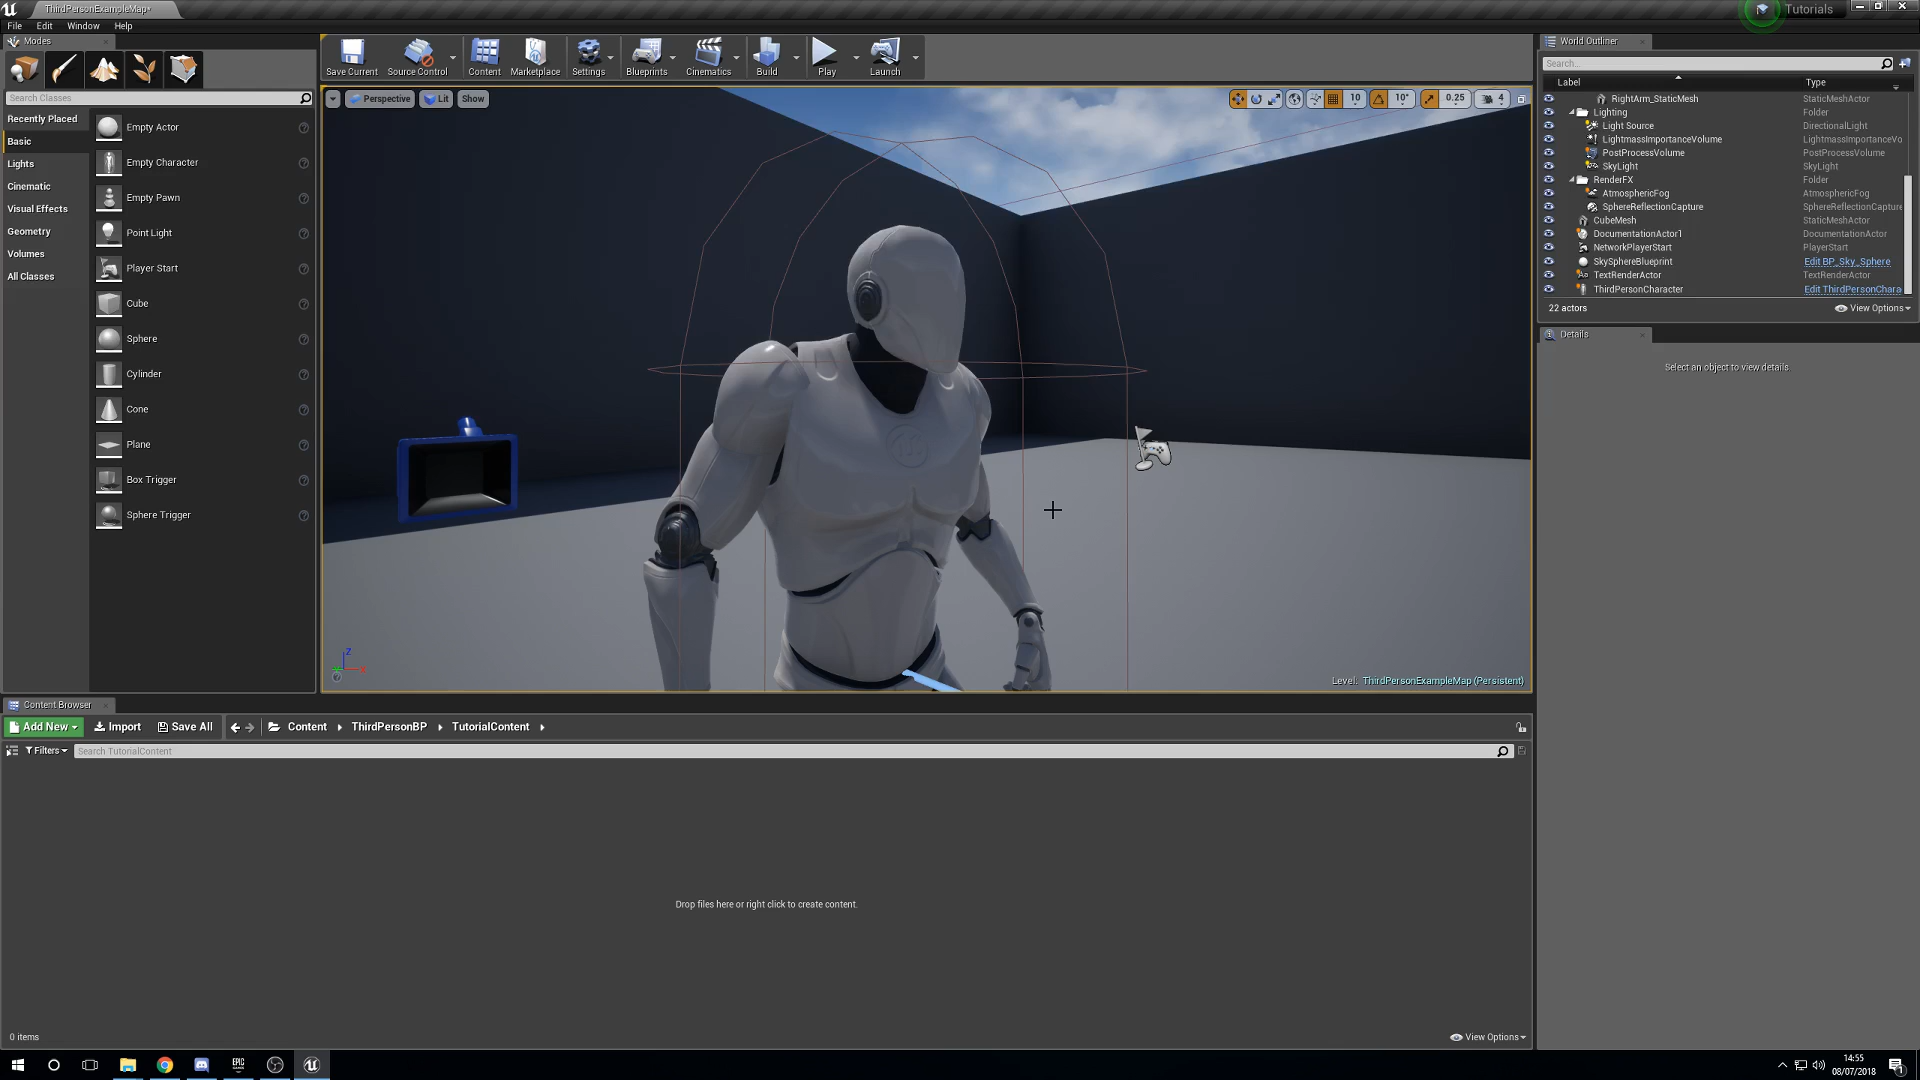 ThirdPersonExampleMap*
Tutorials
File Edit Window Help
Modes
World Outliner
Save Current Source Control Content Marketplace Settings Blueprints Cinematics Build Play Launch
Search...
Search Classes
Label Type
Perspective Lit Show
10 10° 0.25 4
Recently Placed
Basic
Lights
Cinematic
Visual Effects
Geometry
Volumes
All Classes
Empty Actor
Empty Character
Empty Pawn
Point Light
Player Start
Cube
Sphere
Cylinder
Cone
Plane
Box Trigger
Sphere Trigger
RightArm_StaticMesh StaticMeshActor
Lighting Folder
Light Source DirectionalLight
LightmassImportanceVolume LightmassImportanceVo
PostProcessVolume PostProcessVolume
SkyLight SkyLight
RenderFX Folder
AtmosphericFog AtmosphericFog
SphereReflectionCapture SphereReflectionCapture
CubeMesh StaticMeshActor
DocumentationActor1 DocumentationActor
NetworkPlayerStart PlayerStart
SkySphereBlueprint Edit BP_Sky_Sphere
TextRenderActor TextRenderActor
ThirdPersonCharacter Edit ThirdPersonChara
22 actors View Options
Details
Select an object to view details.
Z
X
Level: ThirdPersonExampleMap (Persistent)
Content Browser
Add New Import Save All Content ThirdPersonBP TutorialContent
Filters Search TutorialContent
Drop files here or right click to create content.
0 items View Options
EPIC
GAMES
14:55
08/07/2018
1